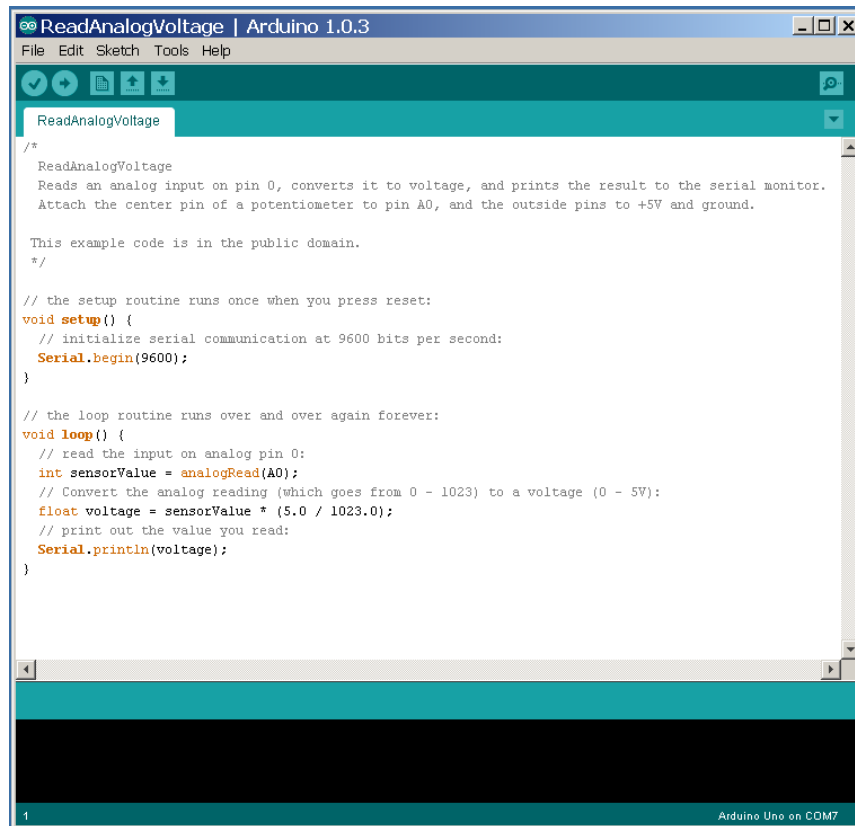 ReadAnalogVoltage | Arduino 1.0.3
File Edit Sketch Tools Help
ReadAnalogVoltage
/*
  ReadAnalogVoltage
  Reads an analog input on pin 0, converts it to voltage, and prints the result to the serial monitor.
  Attach the center pin of a potentiometer to pin A0, and the outside pins to +5V and ground.

 This example code is in the public domain.
 */

// the setup routine runs once when you press reset:
void setup() {
  // initialize serial communication at 9600 bits per second:
  Serial.begin(9600);
}

// the loop routine runs over and over again forever:
void loop() {
  // read the input on analog pin 0:
  int sensorValue = analogRead(A0);
  // Convert the analog reading (which goes from 0 - 1023) to a voltage (0 - 5V):
  float voltage = sensorValue * (5.0 / 1023.0);
  // print out the value you read:
  Serial.println(voltage);
}
1 Arduino Uno on COM7